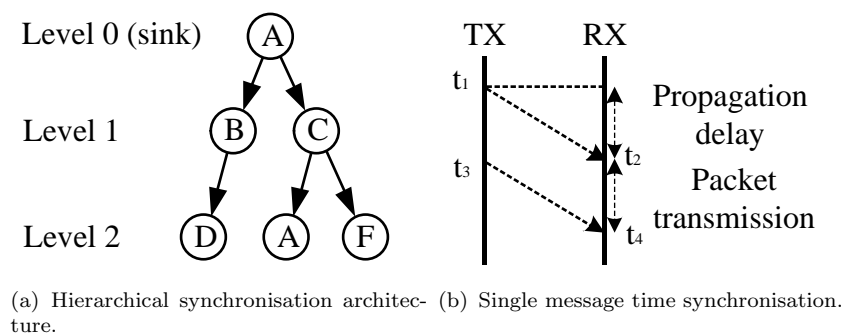 Level 0 (sink)
A
Level 1
B
C
Level 2
D
A
F
TX
RX
t1
t2
t3
t4
Propagation
delay
Packet
transmission
(a) Hierarchical synchronisation architec-
ture.
(b) Single message time synchronisation.